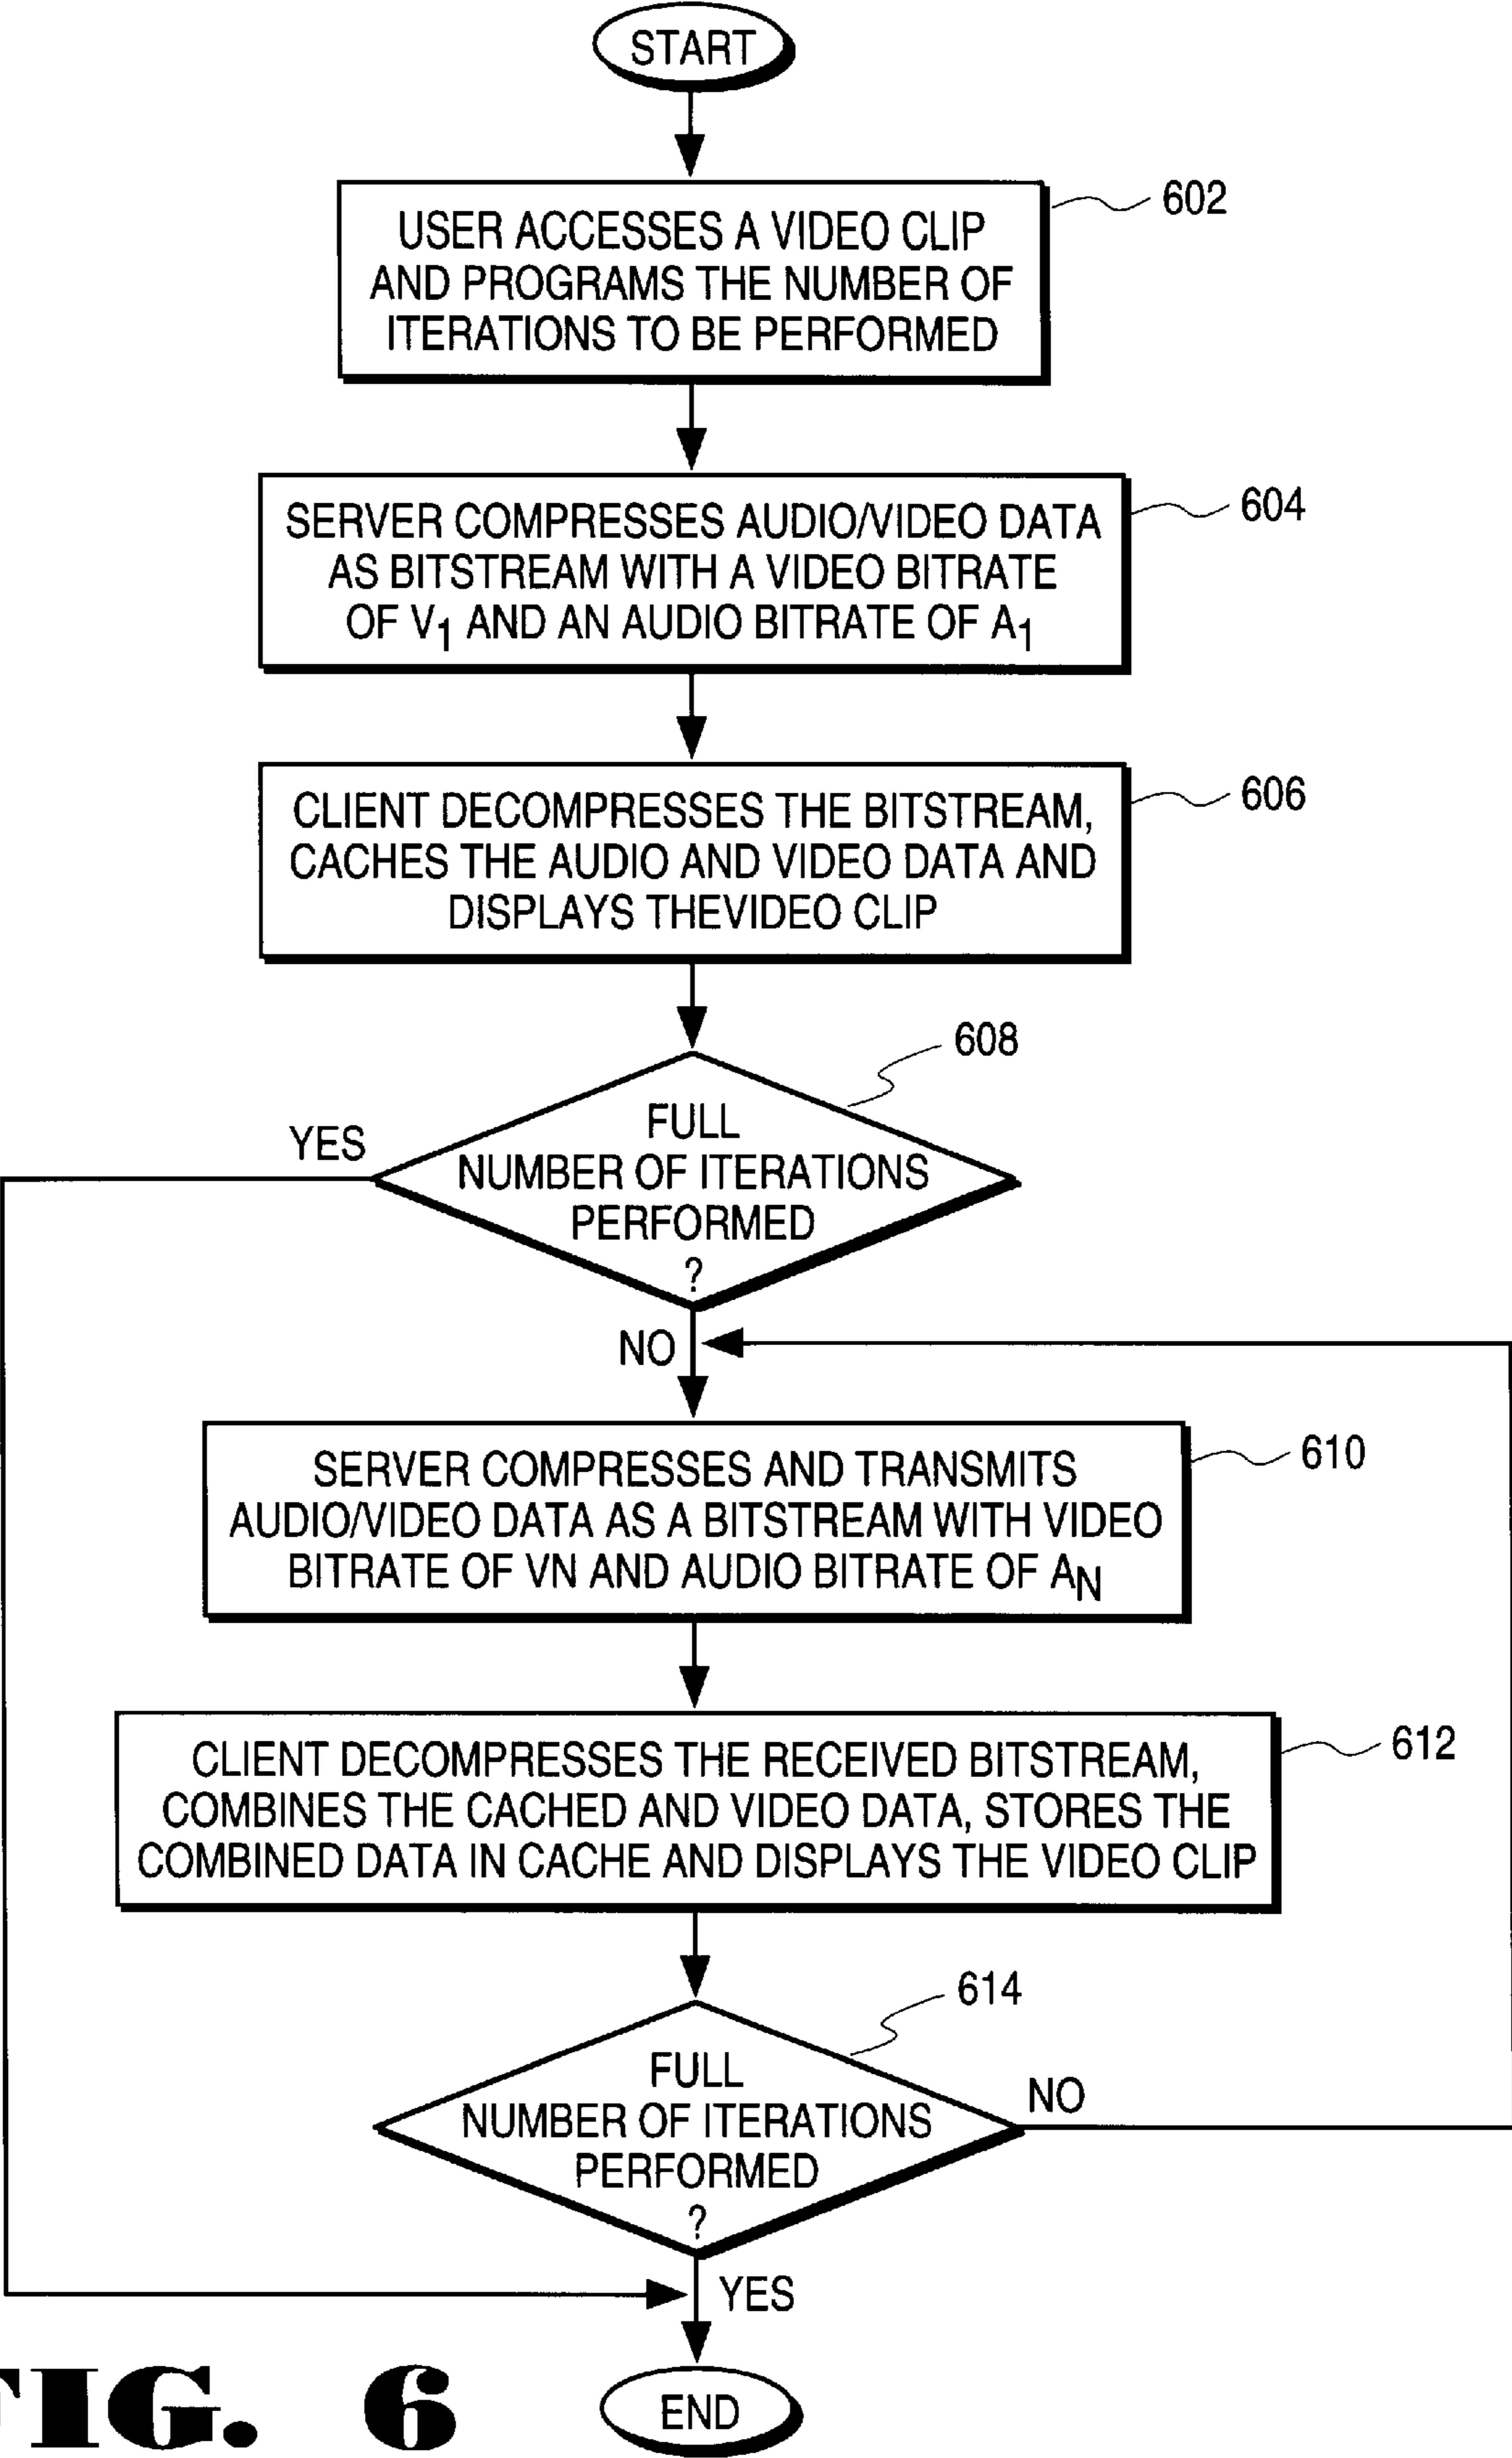 START
602
USER ACCESSES A VIDEO CLIP
AND PROGRAMS THE NUMBER OF
ITERATIONS TO BE PERFORMED
604
SERVER COMPRESSES AUDIO/VIDEO DATA
AS BITSTREAM WITH A VIDEO BITRATE
OF V1 AND AN AUDIO BITRATE OF A1
606
CLIENT DECOMPRESSES THE BITSTREAM,
CACHES THE AUDIO AND VIDEO DATA AND
DISPLAYS THEVIDEO CLIP
608
YES
FULL
NUMBER OF ITERATIONS
PERFORMED
?
NO
610
SERVER COMPRESSES AND TRANSMITS
AUDIO/VIDEO DATA AS A BITSTREAM WITH VIDEO
BITRATE OF VN AND AUDIO BITRATE OF AN
612
CLIENT DECOMPRESSES THE RECEIVED BITSTREAM,
COMBINES THE CACHED AND VIDEO DATA, STORES THE
COMBINED DATA IN CACHE AND DISPLAYS THE VIDEO CLIP
614
FULL
NUMBER OF ITERATIONS
PERFORMED
?
NO
YES
END
FIG. 6